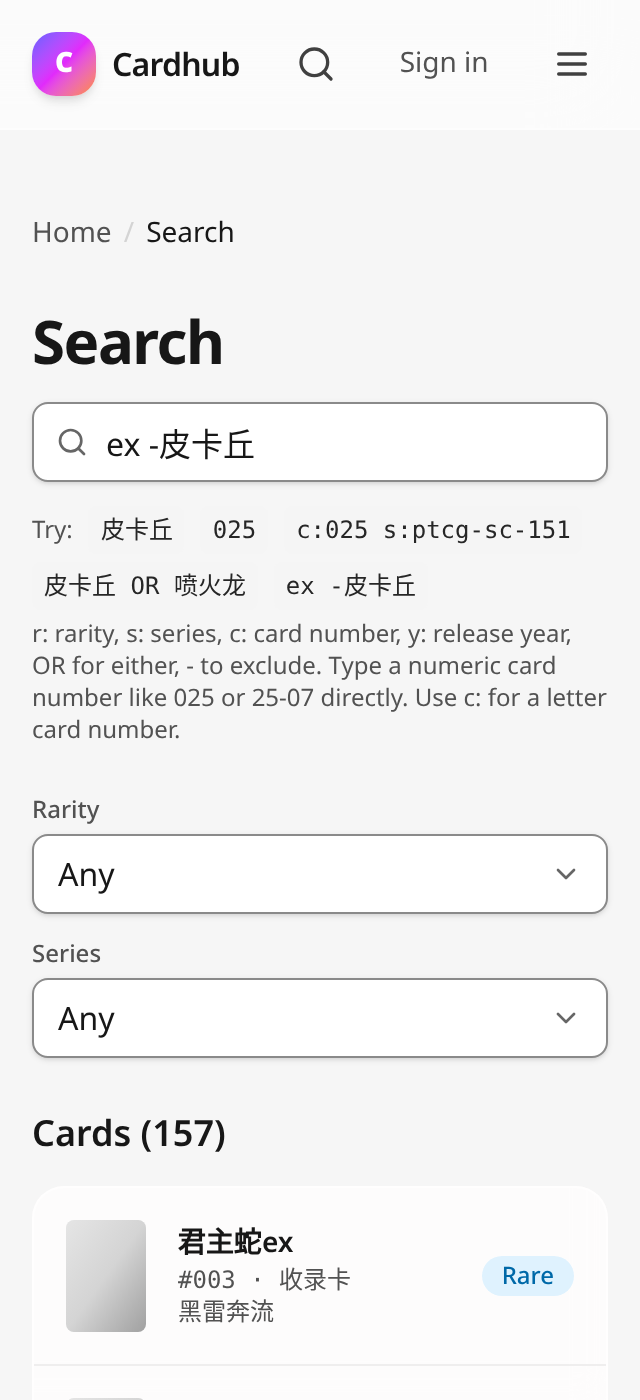 C Cardhub Sign in
Home / Search
Search
ex -皮卡丘
Try: 皮卡丘 025 c:025 s:ptcg-sc-151
皮卡丘 OR 喷火龙 ex -皮卡丘
r: rarity, s: series, c: card number, y: release year,
OR for either, - to exclude. Type a numeric card
number like 025 or 25-07 directly. Use c: for a letter
card number.
Rarity
Any
Series
Any
Cards (157)
君主蛇ex
#003 · 收录卡
黑雷奔流
Rare